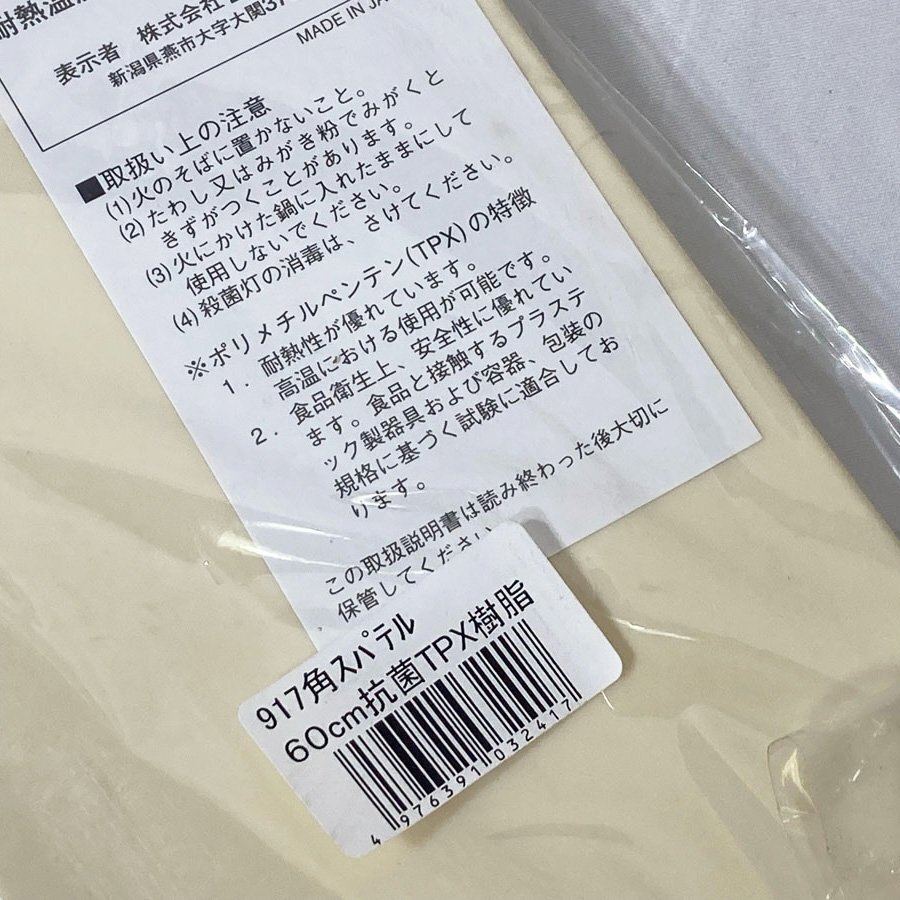 耐熱温
表示者 株式会社
新潟県燕市大字大関37
MADE IN JA
■取扱い上の注意
(1)火のそばに置かないこと。
(2)たわし又はみがき粉でみがくと
きずがつくことがあります。
(3)火にかけた鍋に入れたままにして
使用しないでください。
(4)殺菌灯の消毒は、さけてください。
※ポリメチルペンテン(TPX)の特徴
1. 耐熱性が優れています。
高温における使用が可能です。
2. 食品衛生上、安全性に優れてい
ます。食品と接触するプラスチ
ック製器具および容器、包装の
規格に基づく試験に適合してお
ります。
この取扱説明書は読み終わった後大切に
保管してください
917角スパテル
60cm抗菌TPX樹脂
4976391032417